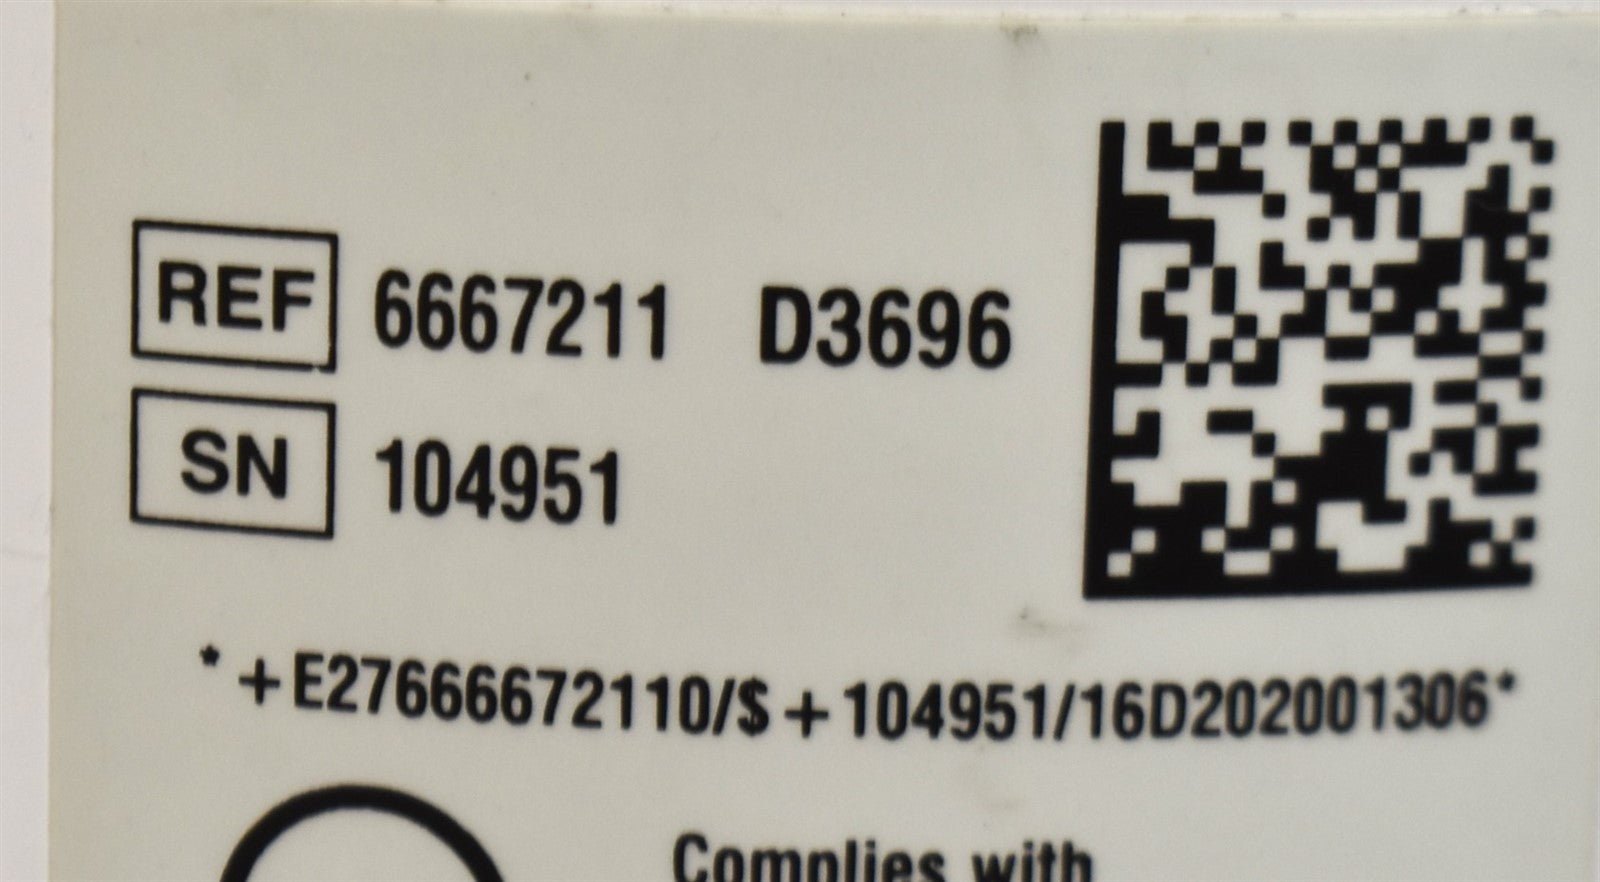 REF 6667211 D3696
SN 104951
*+E27666672110/$+104951/16D202001306*
Complies with